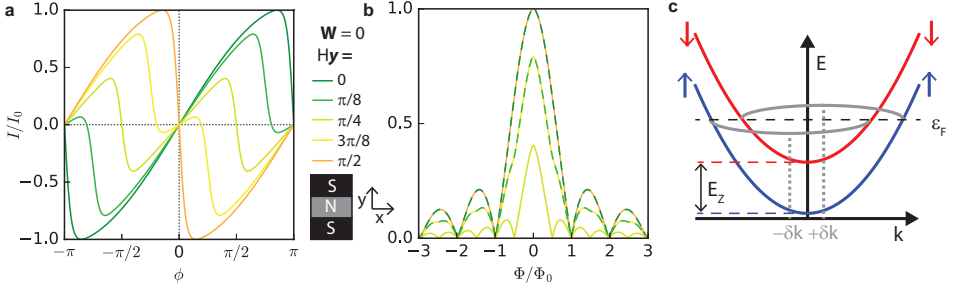 a
1.0
0.5
0.0
−0.5
−1.0
I/I₀
−π
−π/2
0
π/2
π
ϕ
W = 0
Hy =
0
π/8
π/4
3π/8
π/2
S
N
S
y
x
b
1.0
0.5
0.0
−3
−2
−1
0
1
2
3
Φ/Φ₀
c
E
ε_F
E_Z
−δk +δk
k